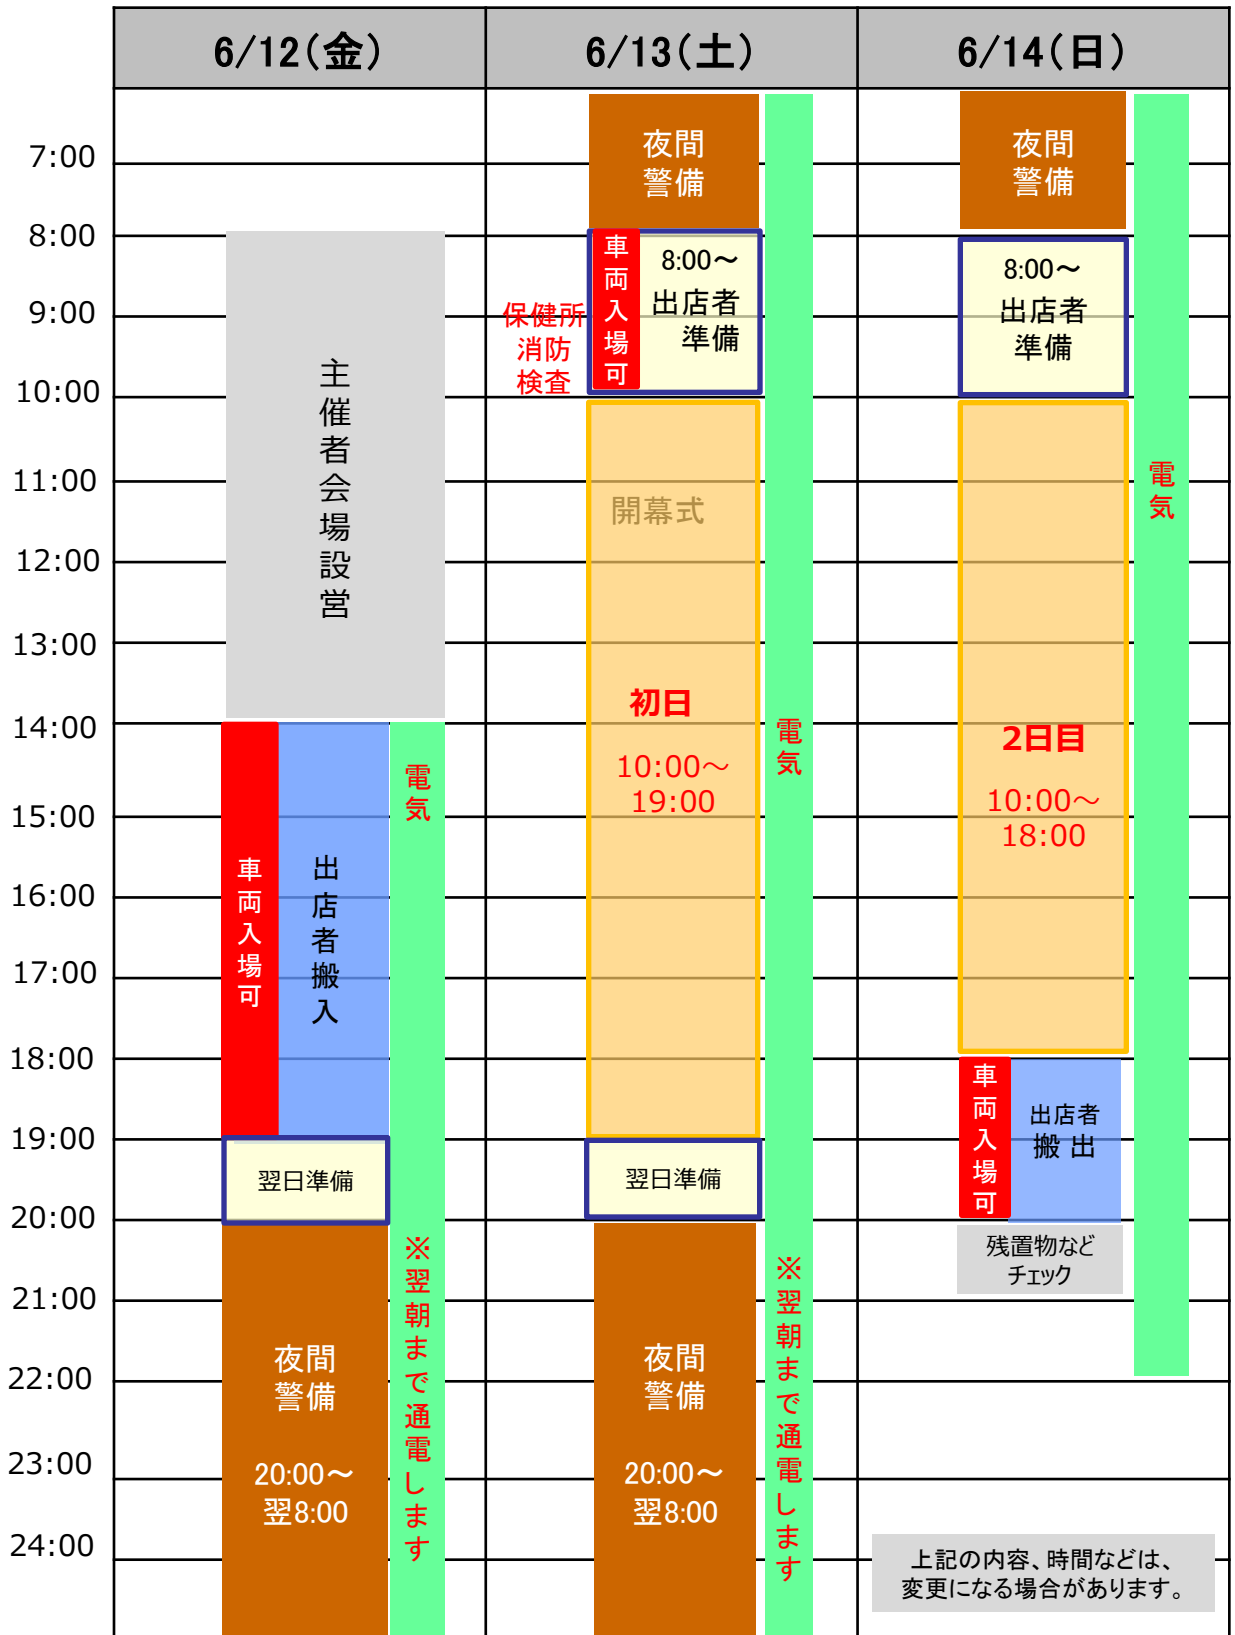 6/12(金)
6/13(土)
6/14(日)
7:00
8:00
9:00
10:00
11:00
12:00
13:00
14:00
15:00
16:00
17:00
18:00
19:00
20:00
21:00
22:00
23:00
24:00
主催者会場設営
車両入場可
出店者搬入
電気
翌日準備
夜間
警備
20:00～
翌8:00
※翌朝まで通電します
夜間
警備
保健所
消防
検査
車両入場可
8:00～
出店者
準備
開幕式
初日
10:00～
19:00
電気
翌日準備
夜間
警備
20:00～
翌8:00
※翌朝まで通電します
夜間
警備
8:00～
出店者
準備
電気
2日目
10:00～
18:00
車両入場可
出店者
搬 出
残置物など
チェック
上記の内容、時間などは、
変更になる場合があります。